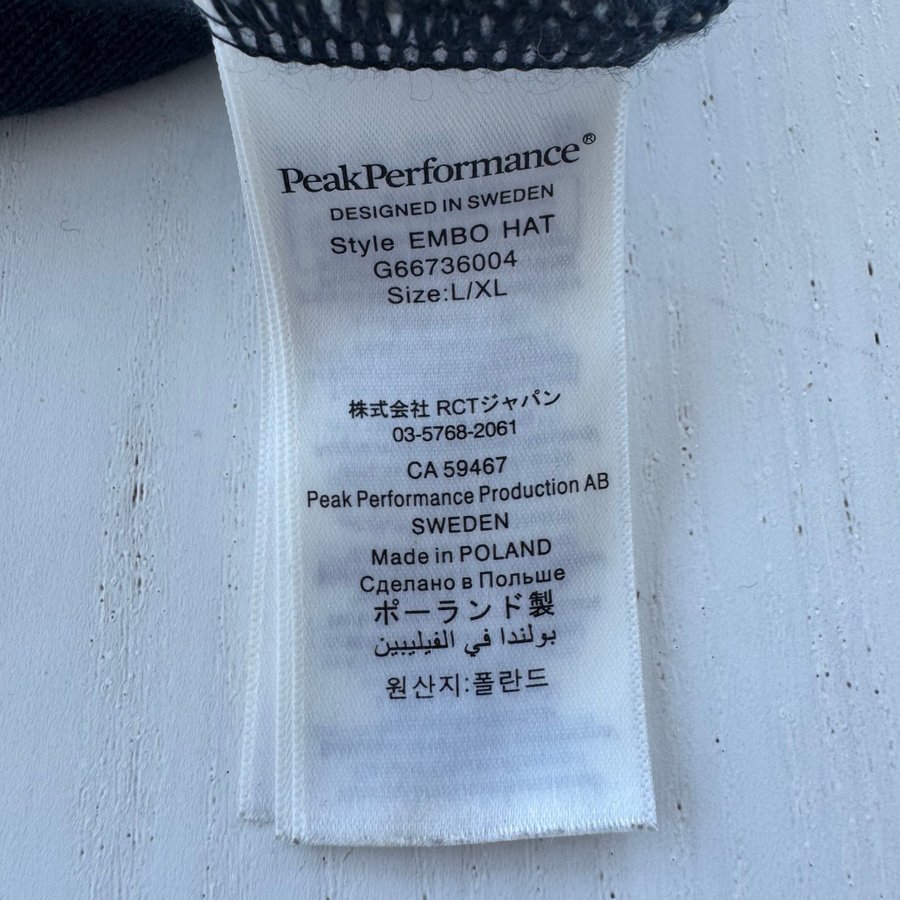 PeakPerformance®
DESIGNED IN SWEDEN
Style EMBO HAT
G66736004
Size:L/XL
株式会社 RCTジャパン
03-5768-2061
CA 59467
Peak Performance Production AB
SWEDEN
Made in POLAND
Сделано в Польше
ポーランド製
بولندا في الفيليبين
원산지:폴란드